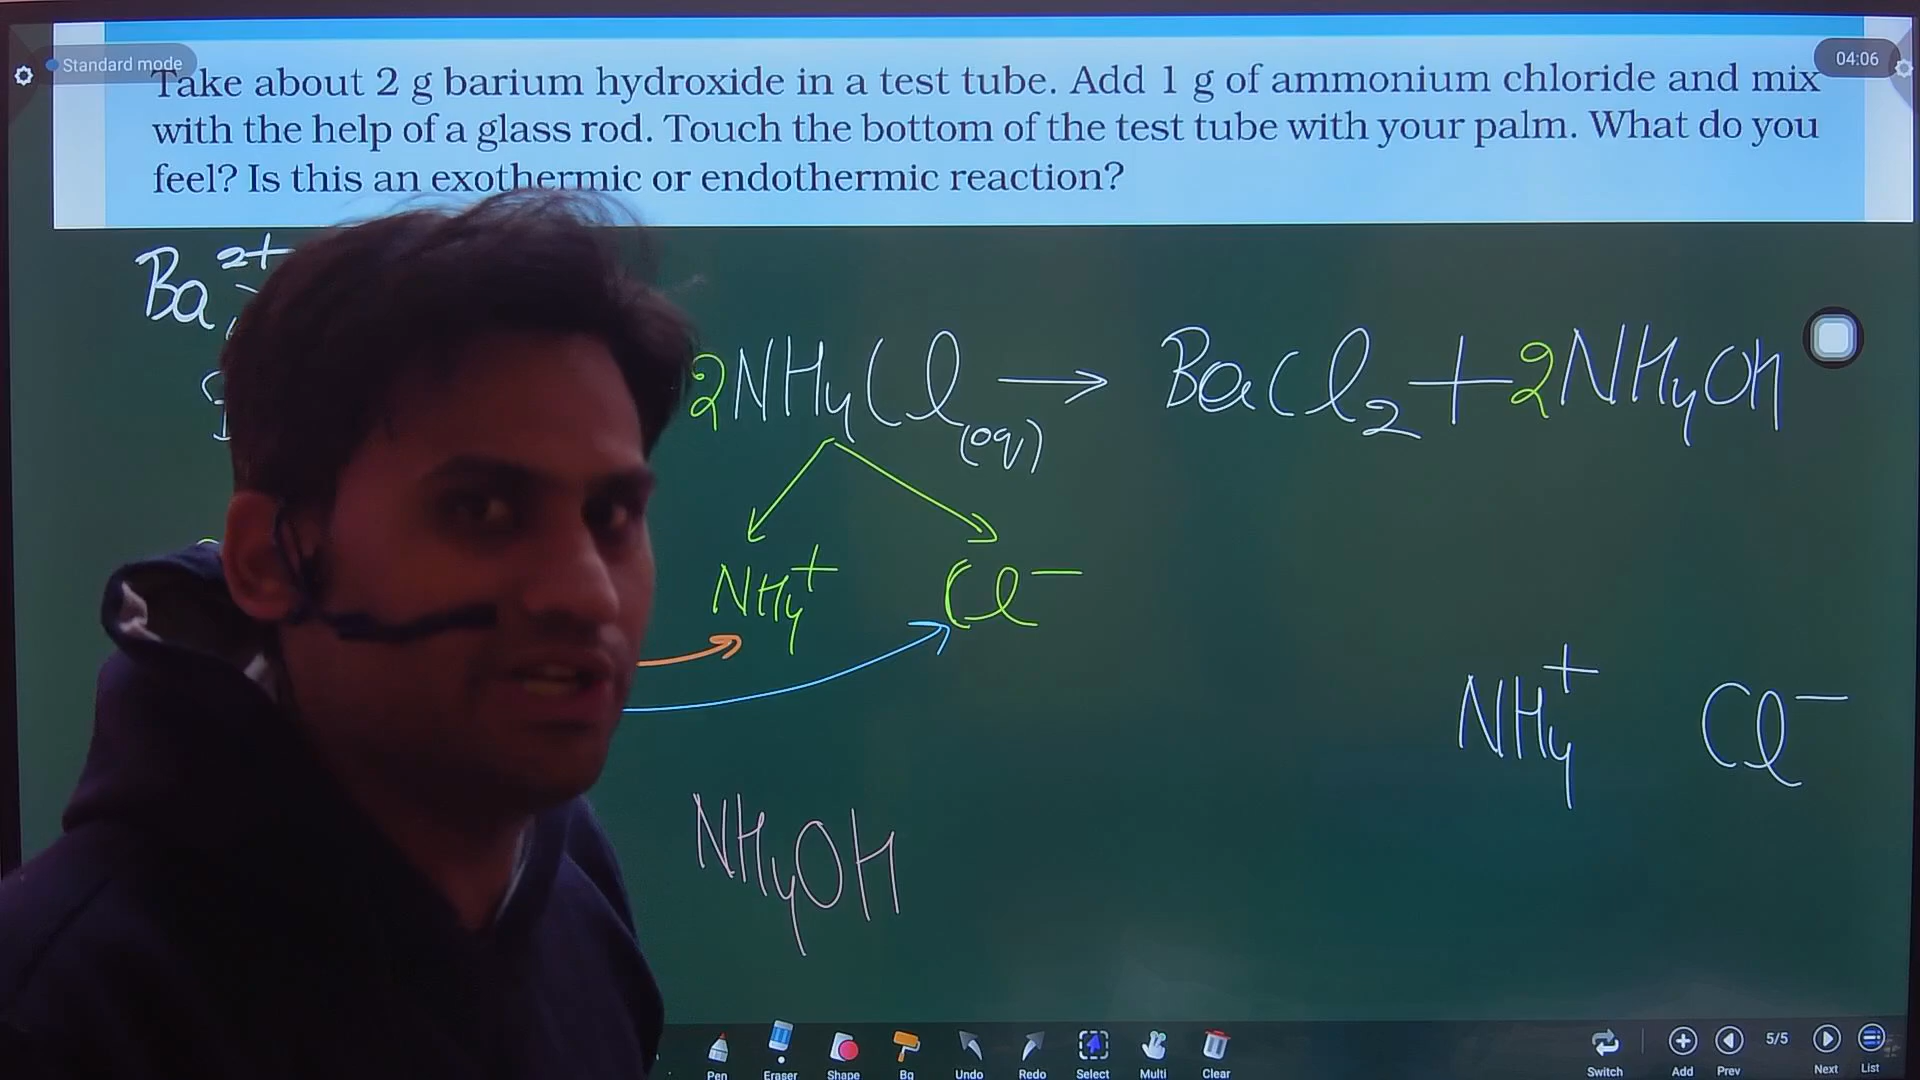 Standard mode
04:06
Take about 2 g barium hydroxide in a test tube. Add 1 g of ammonium chloride and mix
with the help of a glass rod. Touch the bottom of the test tube with your palm. What do you
feel? Is this an exothermic or endothermic reaction?
Ba 2+
2NH4Cl(aq) → BaCl2 + 2NH4OH
NH4+ Cl−
NH4+ Cl−
NH4OH
Pen Eraser Shape Bg Undo Redo Select Multi Clear Switch Add Prev 5/5 Next List